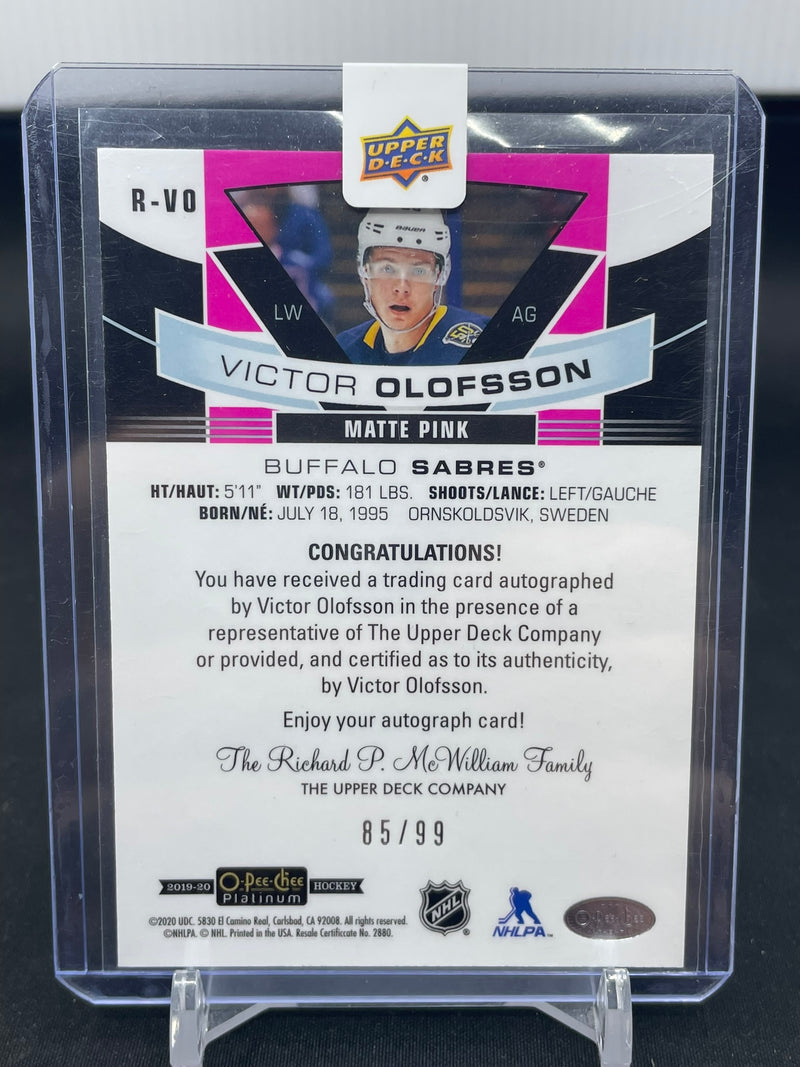 UPPER
D·E·C·K
®
R-VO
BAUER
LW
AG
VICTOR OLOFSSON
MATTE PINK
BUFFALO SABRES®
HT/HAUT: 5'11" WT/PDS: 181 LBS. SHOOTS/LANCE: LEFT/GAUCHE
BORN/NÉ: JULY 18, 1995 ORNSKOLDSVIK, SWEDEN
CONGRATULATIONS!
You have received a trading card autographed
by Victor Olofsson in the presence of a
representative of The Upper Deck Company
or provided, and certified as to its authenticity,
by Victor Olofsson.
Enjoy your autograph card!
The Richard P. McWilliam Family
THE UPPER DECK COMPANY
85/99
2019-20 O-Pee-Chee HOCKEY
Platinum
©2020 UDC. 5830 El Camino Real, Carlsbad, CA 92008. All rights reserved.
©NHLPA. © NHL. Printed in the USA. Resale Certificate No. 2880.
NHL
®
NHLPA™
O-Pee-Chee